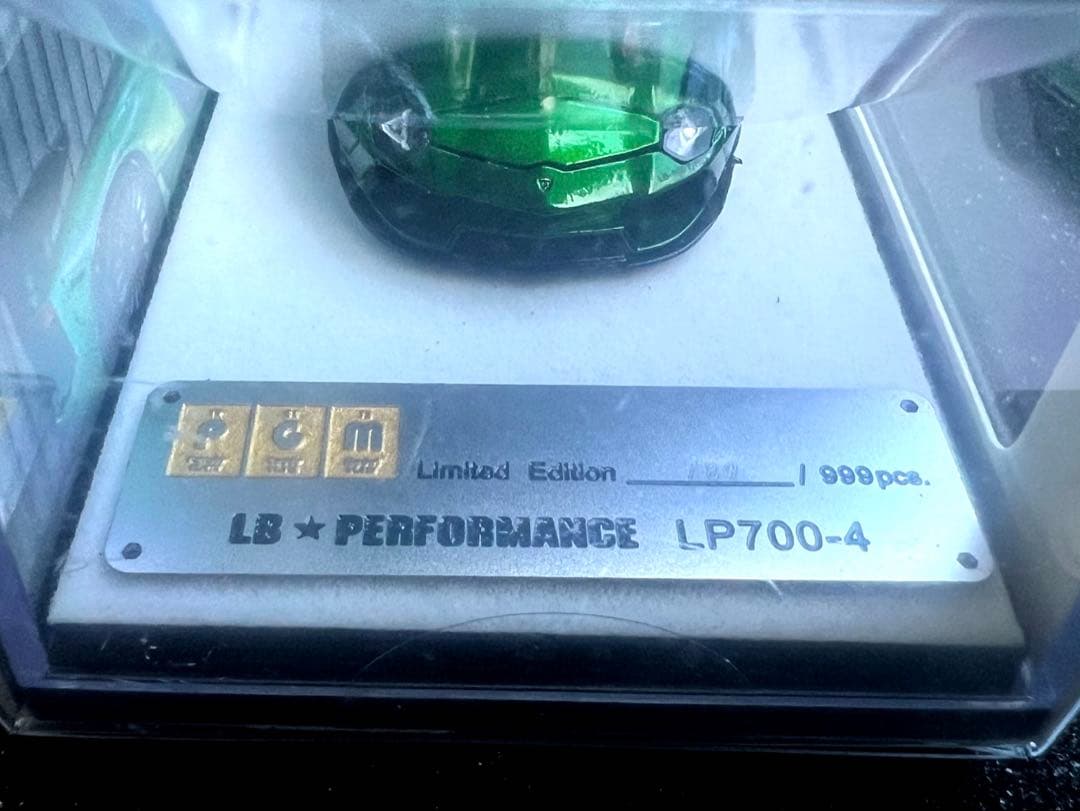 P G M
Limited Edition / 999pcs.
LB ★ PERFORMANCE LP700-4